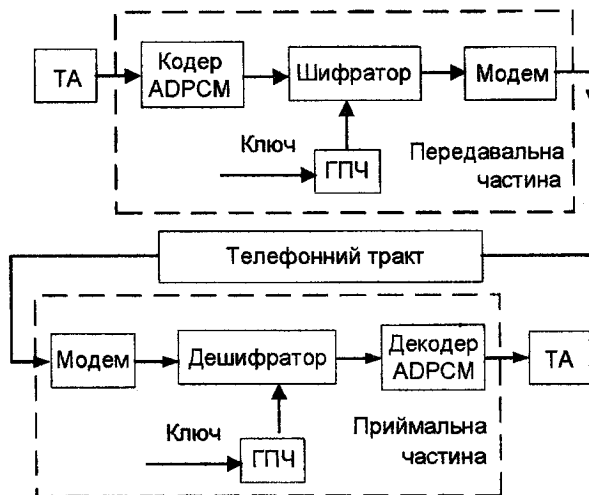 ТА
Кодер
ADPCM
Шифратор
Модем
Ключ
ГПЧ
Передавальна
частина
Телефонний тракт
Модем
Дешифратор
Декодер
ADPCM
ТА
Ключ
ГПЧ
Приймальна
частина